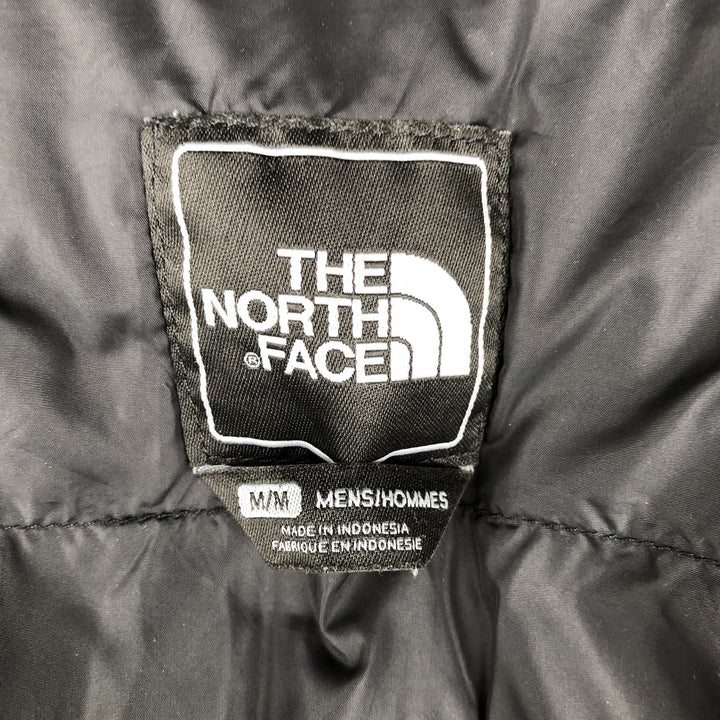 THE
NORTH
® FACE
M/M MENS/HOMMES
MADE IN INDONESIA
FABRIQUE EN INDONESIE